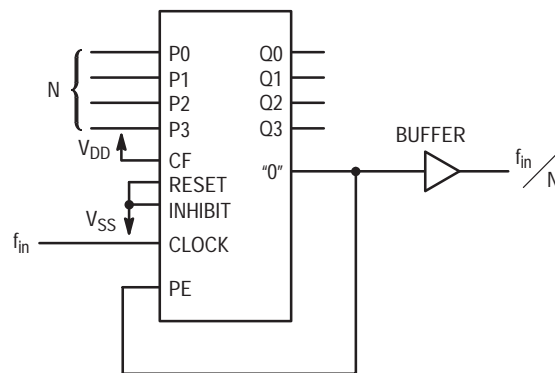 P0
P1
P2
P3
CF
RESET
INHIBIT
CLOCK
PE
Q0
Q1
Q2
Q3
“0”
N
VDD
VSS
fin
BUFFER
fin/N